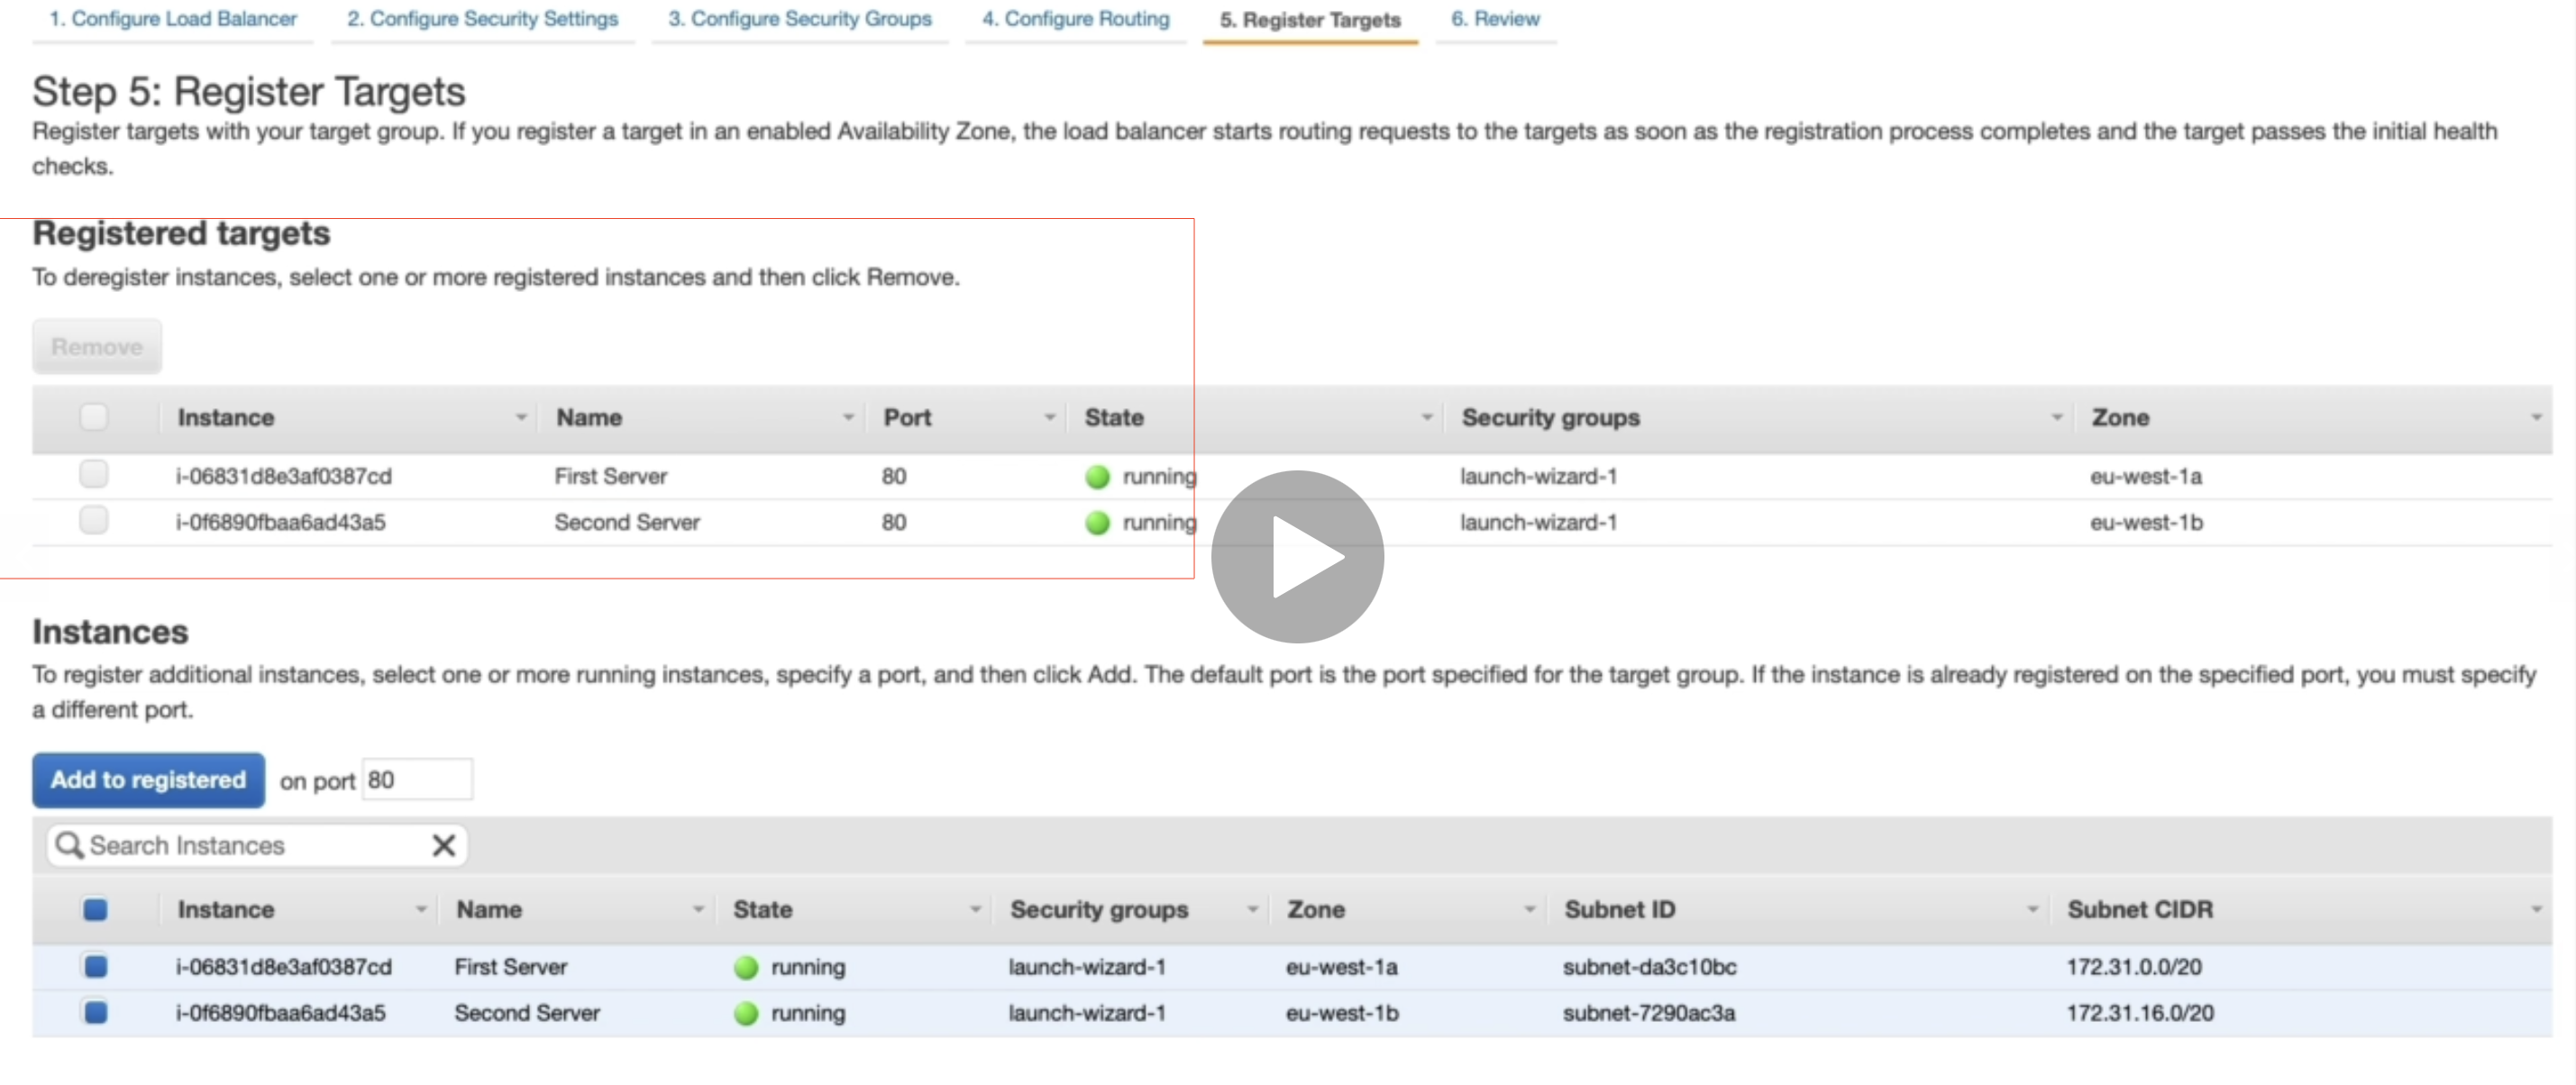 1. Configure Load Balancer 2. Configure Security Settings 3. Configure Security Groups 4. Configure Routing 5. Register Targets 6. Review
Step 5: Register Targets
Register targets with your target group. If you register a target in an enabled Availability Zone, the load balancer starts routing requests to the targets as soon as the registration process completes and the target passes the initial health
checks.
Registered targets
To deregister instances, select one or more registered instances and then click Remove.
Remove
Instance Name Port State Security groups Zone
i-06831d8e3af0387cd First Server 80 running launch-wizard-1 eu-west-1a
i-0f6890fbaa6ad43a5 Second Server 80 running launch-wizard-1 eu-west-1b
Instances
To register additional instances, select one or more running instances, specify a port, and then click Add. The default port is the port specified for the target group. If the instance is already registered on the specified port, you must specify
a different port.
Add to registered on port 80
Search Instances
Instance Name State Security groups Zone Subnet ID Subnet CIDR
i-06831d8e3af0387cd First Server running launch-wizard-1 eu-west-1a subnet-da3c10bc 172.31.0.0/20
i-0f6890fbaa6ad43a5 Second Server running launch-wizard-1 eu-west-1b subnet-7290ac3a 172.31.16.0/20